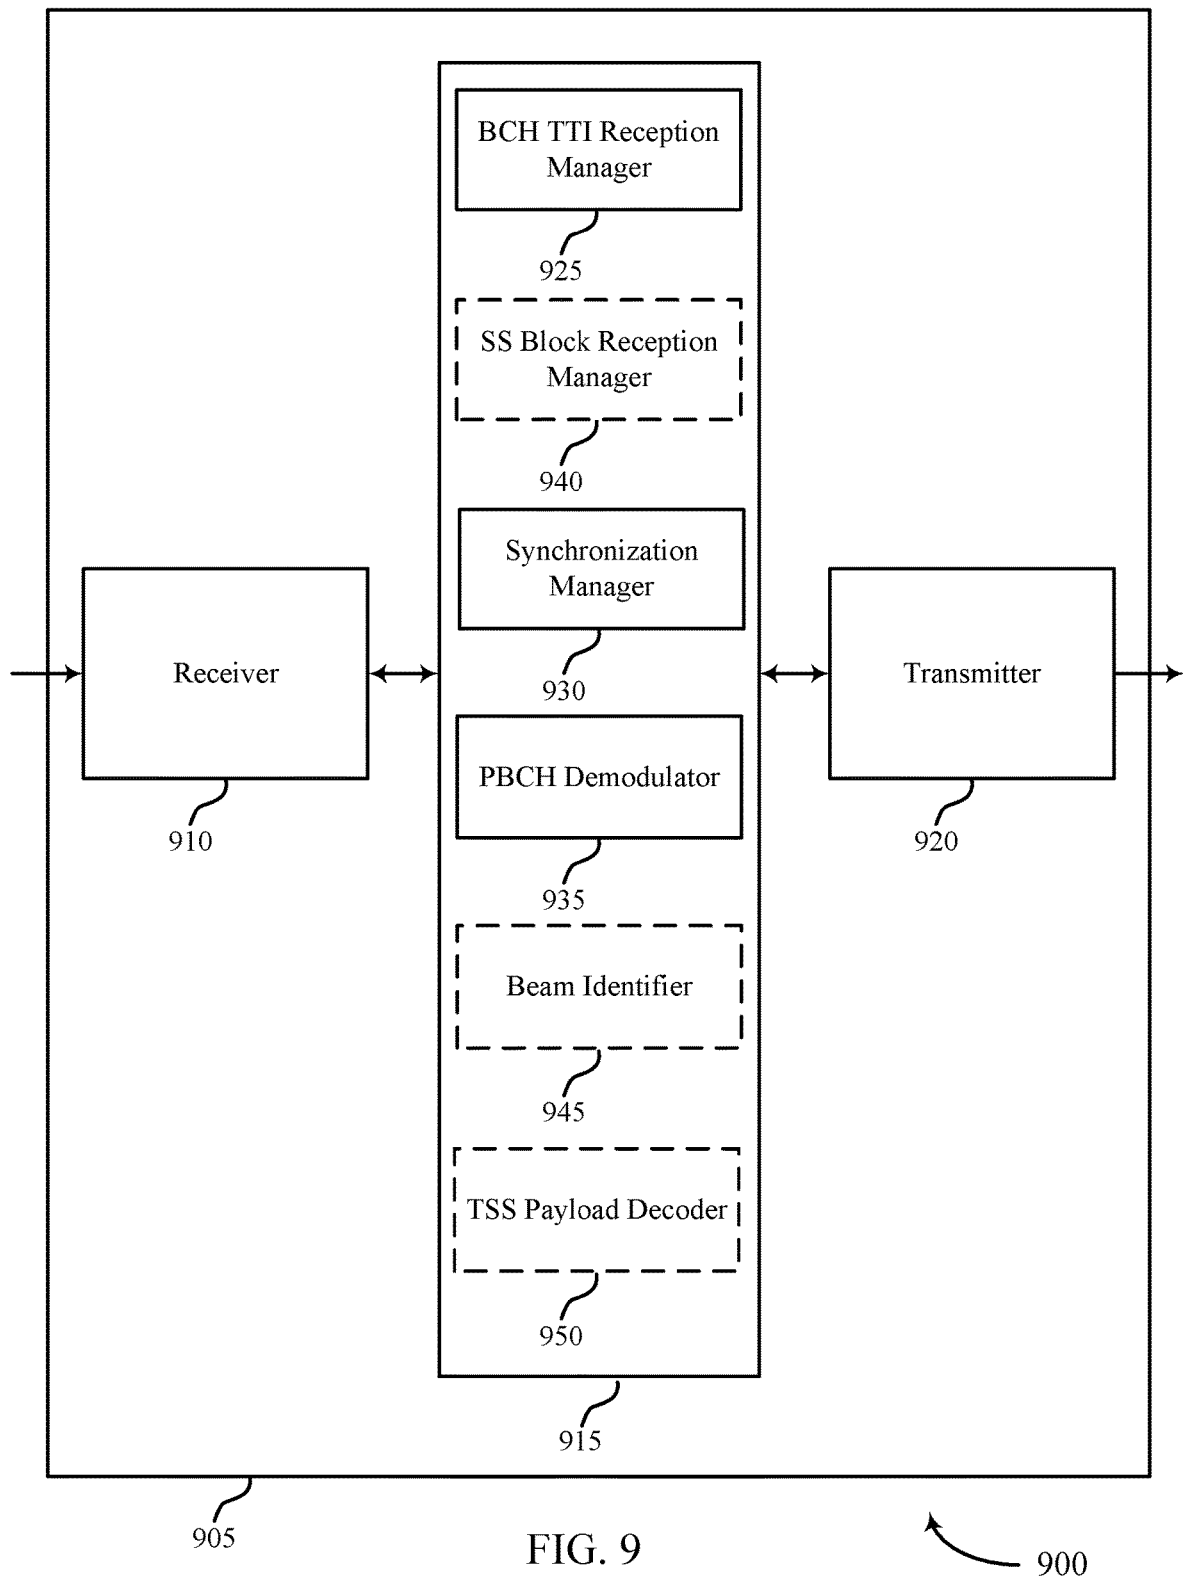 BCH TTI Reception
Manager
925
SS Block Reception
Manager
940
Synchronization
Manager
930
Receiver
910
Transmitter
920
PBCH Demodulator
935
Beam Identifier
945
TSS Payload Decoder
950
915
905
FIG. 9
900